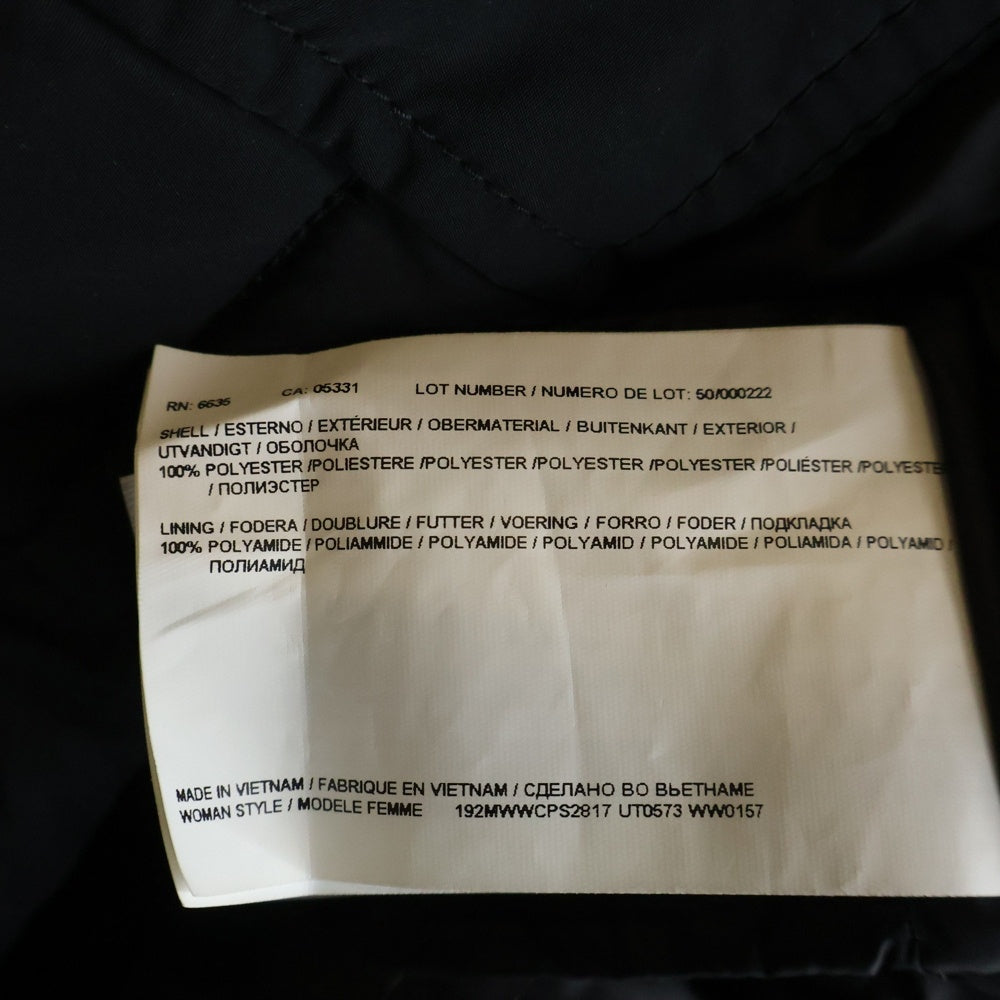 RN: 6635 CA: 05331 LOT NUMBER / NUMERO DE LOT: 50/000222
SHELL / ESTERNO / EXTÉRIEUR / OBERMATERIAL / BUITENKANT / EXTERIOR /
UTVANDIGT / ОБОЛОЧКА
100% POLYESTER /POLIESTERE /POLYESTER /POLYESTER /POLYESTER /POLIÉSTER /POLYESTE
/ ПОЛИЭСТЕР
LINING / FODERA / DOUBLURE / FUTTER / VOERING / FORRO / FODER / ПОДКЛАДКА
100% POLYAMIDE / POLIAMMIDE / POLYAMIDE / POLYAMID / POLYAMIDE / POLIAMIDA / POLYAMID /
ПОЛИАМИД
MADE IN VIETNAM / FABRIQUE EN VIETNAM / СДЕЛАНО ВО ВЬЕТНАМЕ
WOMAN STYLE / MODELE FEMME 192MWWCPS2817 UT0573 WW0157